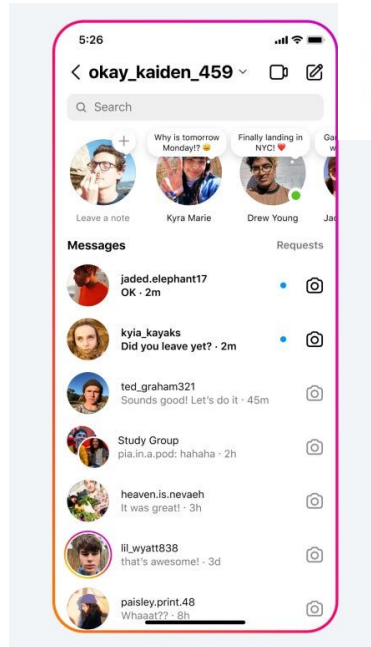 5:26
okay_kaiden_459
Search
Why is tomorrow
Monday!? 😩
Finally landing in
NYC! ❤️
Leave a note
Kyra Marie
Drew Young
Messages
Requests
jaded.elephant17
OK · 2m
kyia_kayaks
Did you leave yet? · 2m
ted_graham321
Sounds good! Let's do it · 45m
Study Group
pia.in.a.pod: hahaha · 2h
heaven.is.nevaeh
It was great! · 3h
lil_wyatt838
that's awesome! · 3d
paisley.print.48
Whaaat?? · 8h